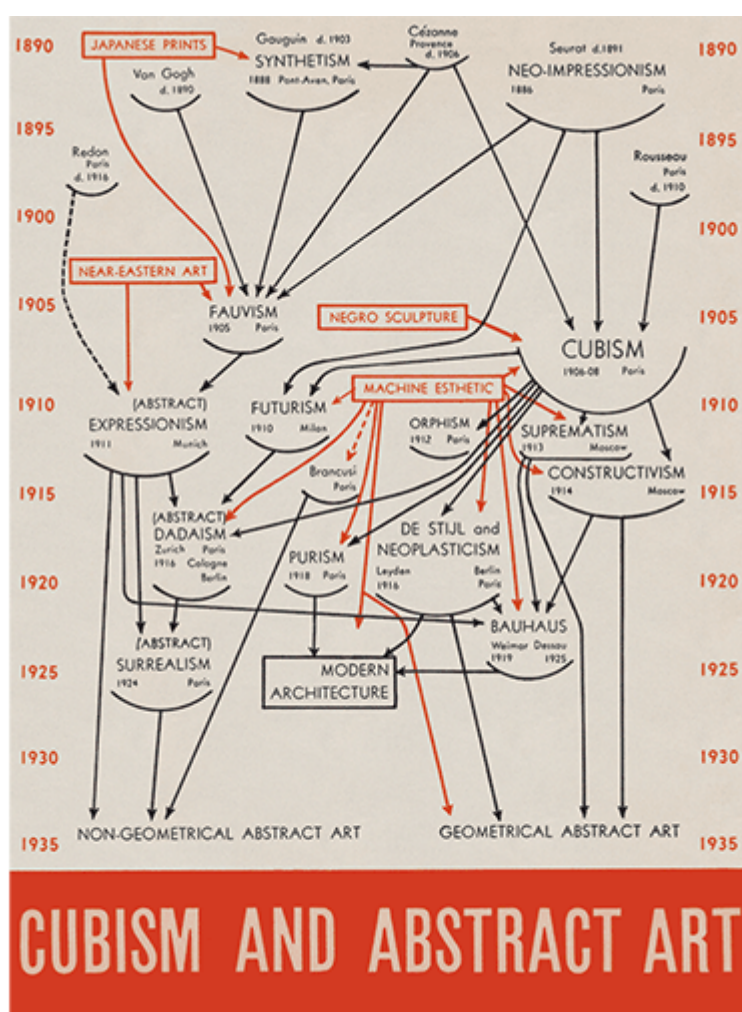 1890
JAPANESE PRINTS
Van Gogh
d. 1890
Gauguin d. 1903
SYNTHETISM
1888 Pont-Aven, Paris
Cézanne
Provence
d. 1906
Seurat d.1891
NEO-IMPRESSIONISM
1886 Paris
1890
1895
1895
Redon
Paris
d. 1916
Rousseau
Paris
d. 1910
1900
1900
NEAR-EASTERN ART
1905
FAUVISM
1905 Paris
NEGRO SCULPTURE
1905
CUBISM
1906-08 Paris
1910
(ABSTRACT)
EXPRESSIONISM
1911 Munich
FUTURISM
1910 Milan
MACHINE ESTHETIC
ORPHISM
1912 Paris
SUPREMATISM
1913 Moscow
1910
Brancusi
Paris
CONSTRUCTIVISM
1914 Moscow
1915
1915
(ABSTRACT)
DADAISM
Zurich Paris
1916 Cologne
Berlin
PURISM
1918 Paris
DE STIJL and
NEOPLASTICISM
Leyden Berlin
1916 Paris
1920
1920
BAUHAUS
Weimar Dessau
1919 1925
(ABSTRACT)
SURREALISM
1924 Paris
MODERN
ARCHITECTURE
1925
1925
1930
1930
1935
NON-GEOMETRICAL ABSTRACT ART
GEOMETRICAL ABSTRACT ART
1935
CUBISM AND ABSTRACT ART